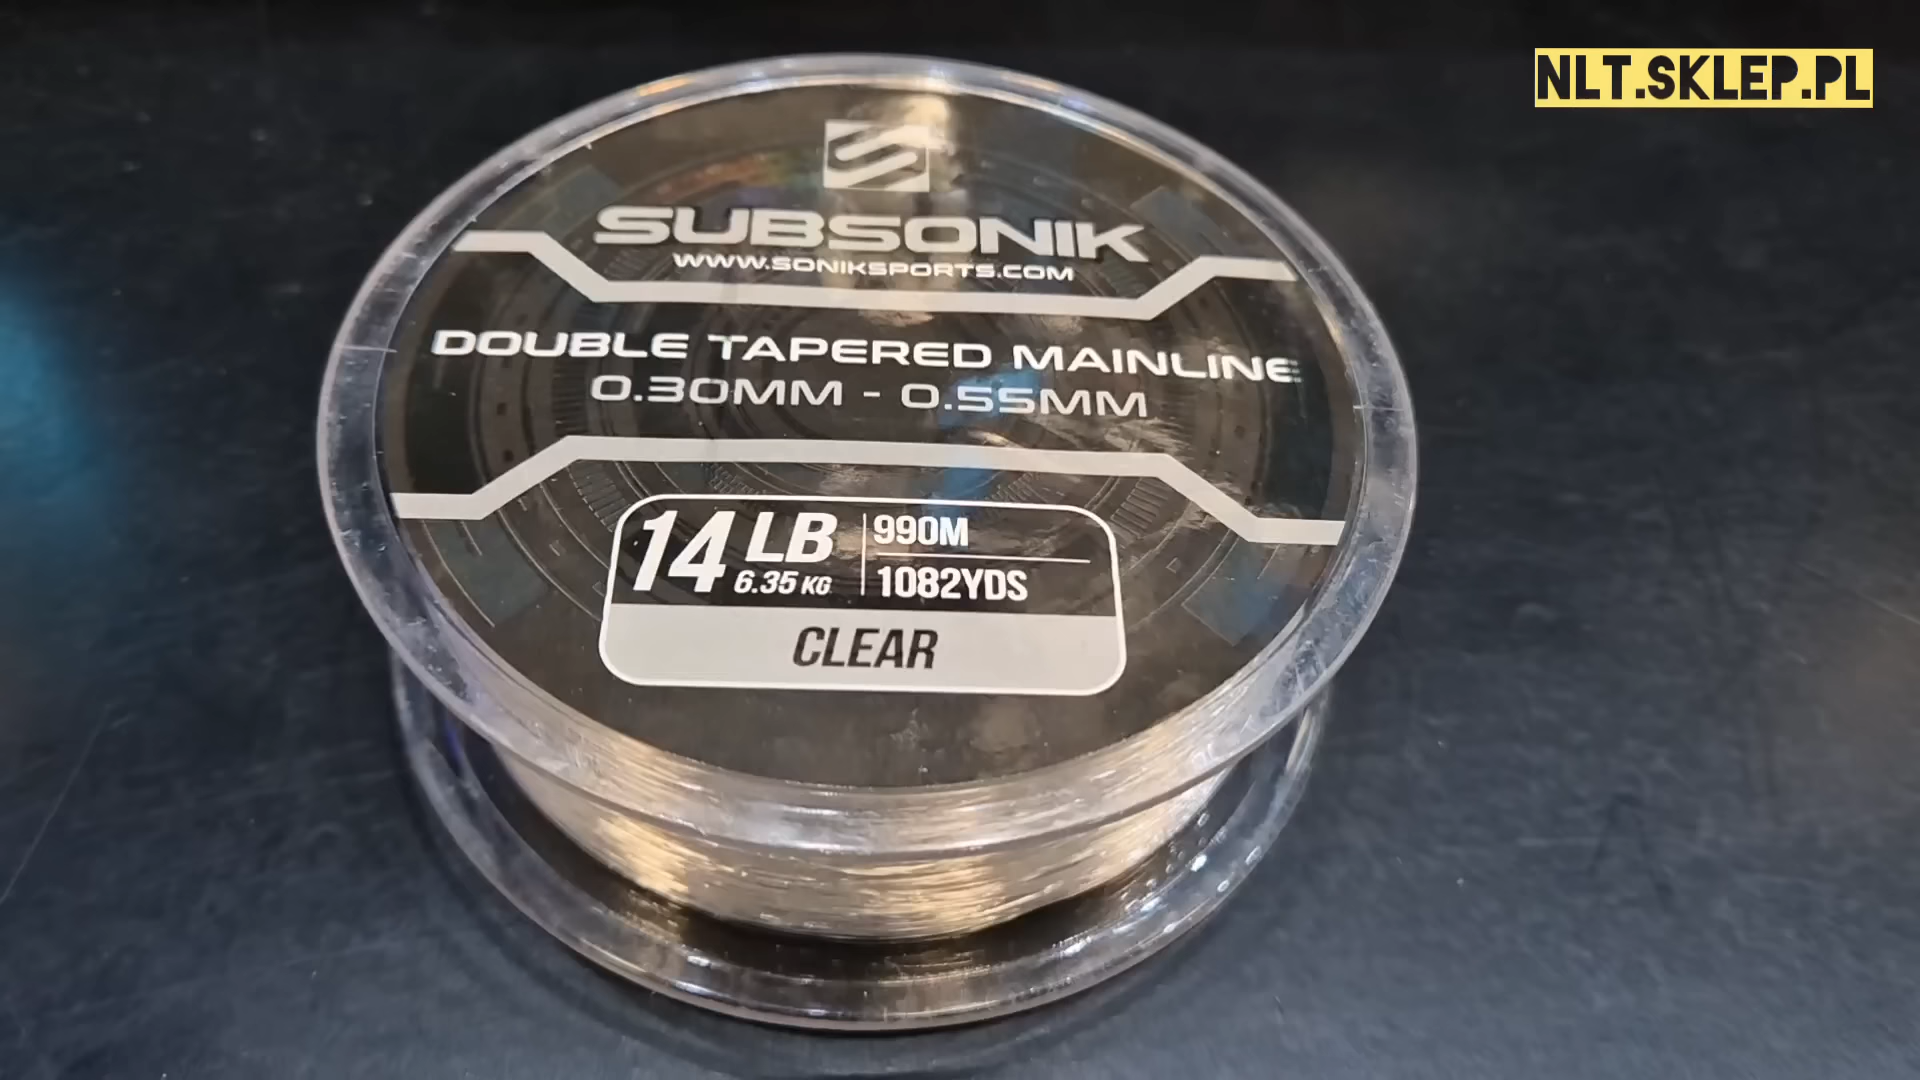 NLT.SKLEP.PL
SUBSONIK
WWW.SONIKSPORTS.COM
DOUBLE TAPERED MAINLINE
0.30MM - 0.55MM
14 LB
6.35 KG
990M
1082YDS
CLEAR